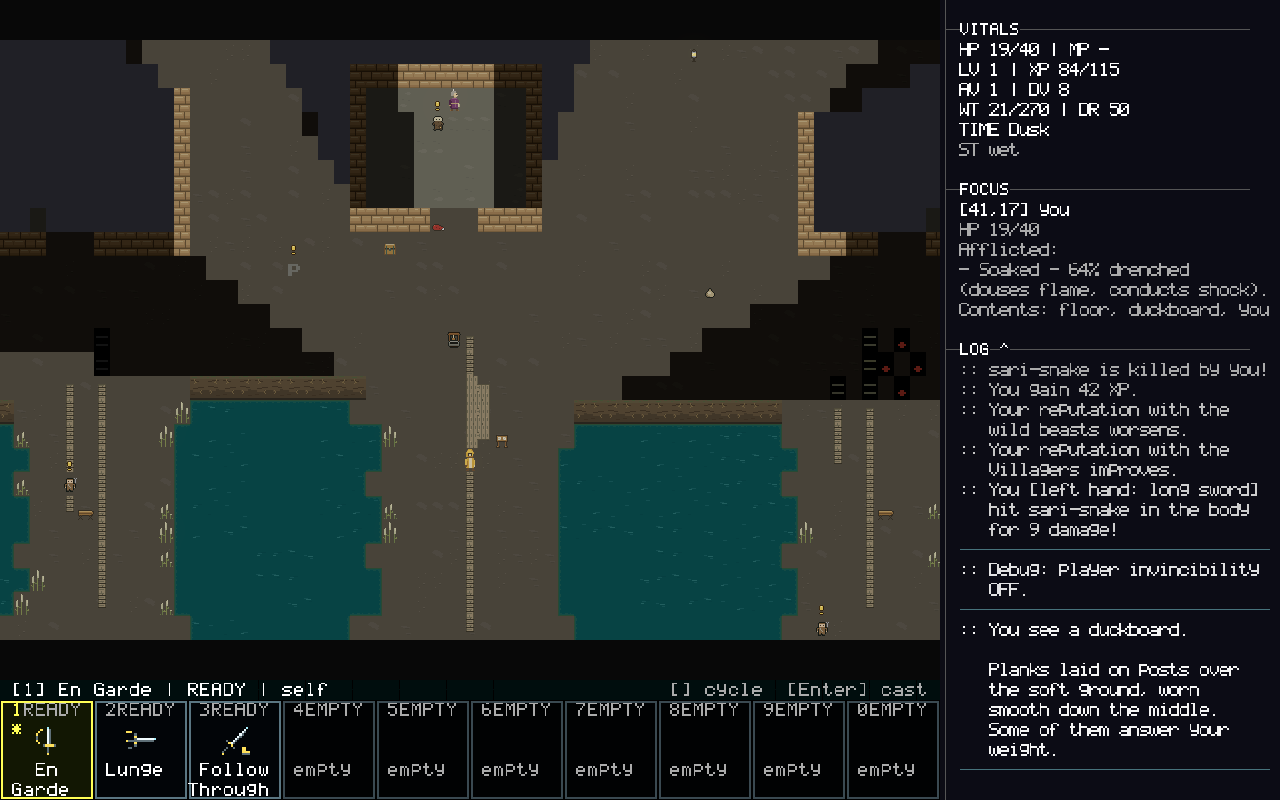 VITALS
HP 19/40 | MP -
LV 1 | XP 84/115
AV 1 | DV 8
WT 21/270 | DR 50
TIME Dusk
ST wet
FOCUS
[41,17] You
HP 19/40
Afflicted:
- Soaked - 64% drenched
(douses flame, conducts shock).
Contents: floor, duckboard, You
LOG ^
:: sari-snake is killed by you!
:: You gain 42 XP.
:: Your reputation with the
wild beasts worsens.
:: Your reputation with the
Villagers improves.
:: You [left hand: long sword]
hit sari-snake in the body
for 9 damage!
:: Debug: Player invincibility
OFF.
:: You see a duckboard.
Planks laid on posts over
the soft ground, worn
smooth down the middle.
Some of them answer your
weight.
P
[1] En Garde | READY | self
[] cycle [Enter] cast
1READY 2READY 3READY 4EMPTY 5EMPTY 6EMPTY 7EMPTY 8EMPTY 9EMPTY 0EMPTY
*
En Garde
Lunge
Follow Through
empty empty empty empty empty empty empty